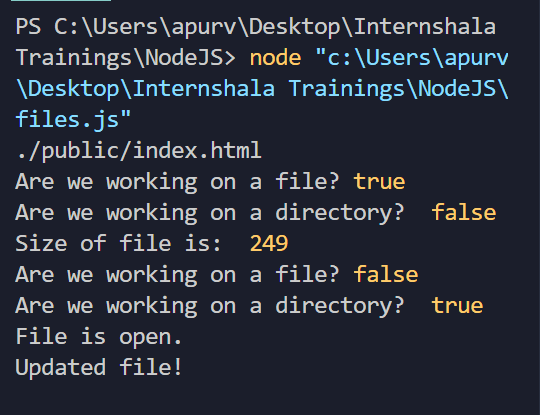 PS C:\Users\apurv\Desktop\Internshala
Trainings\NodeJS> node "c:\Users\apurv
\Desktop\Internshala Trainings\NodeJS\
files.js"
./public/index.html
Are we working on a file? true
Are we working on a directory?  false
Size of file is:  249
Are we working on a file? false
Are we working on a directory?  true
File is open.
Updated file!